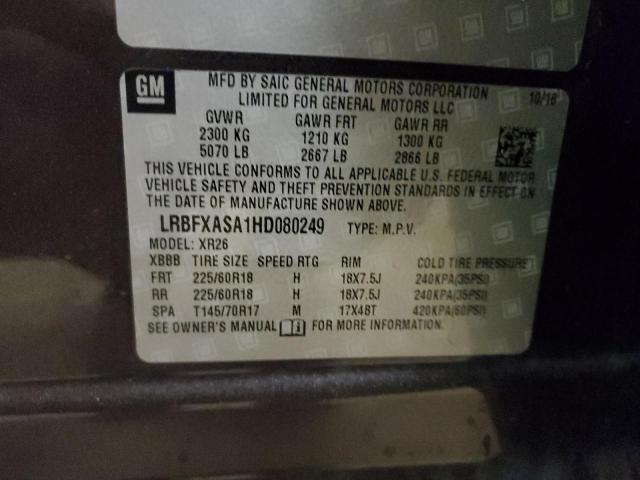 GM
MFD BY SAIC GENERAL MOTORS CORPORATION
LIMITED FOR GENERAL MOTORS LLC
10/16
GVWR GAWR FRT GAWR RR
2300 KG 1210 KG 1300 KG
5070 LB 2667 LB 2866 LB
THIS VEHICLE CONFORMS TO ALL APPLICABLE U.S. FEDERAL MOTOR
VEHICLE SAFETY AND THEFT PREVENTION STANDARDS IN EFFECT ON
THE DATE OF MANUFACTURE SHOWN ABOVE.
LRBFXASA1HD080249 TYPE: M.P.V.
MODEL: XR26
XBBB TIRE SIZE SPEED RTG RIM COLD TIRE PRESSURE
FRT 225/60R18 H 18X7.5J 240KPA(35PSI)
RR 225/60R18 H 18X7.5J 240KPA(35PSI)
SPA T145/70R17 M 17X4BT 420KPA(60PSI)
SEE OWNER'S MANUAL FOR MORE INFORMATION